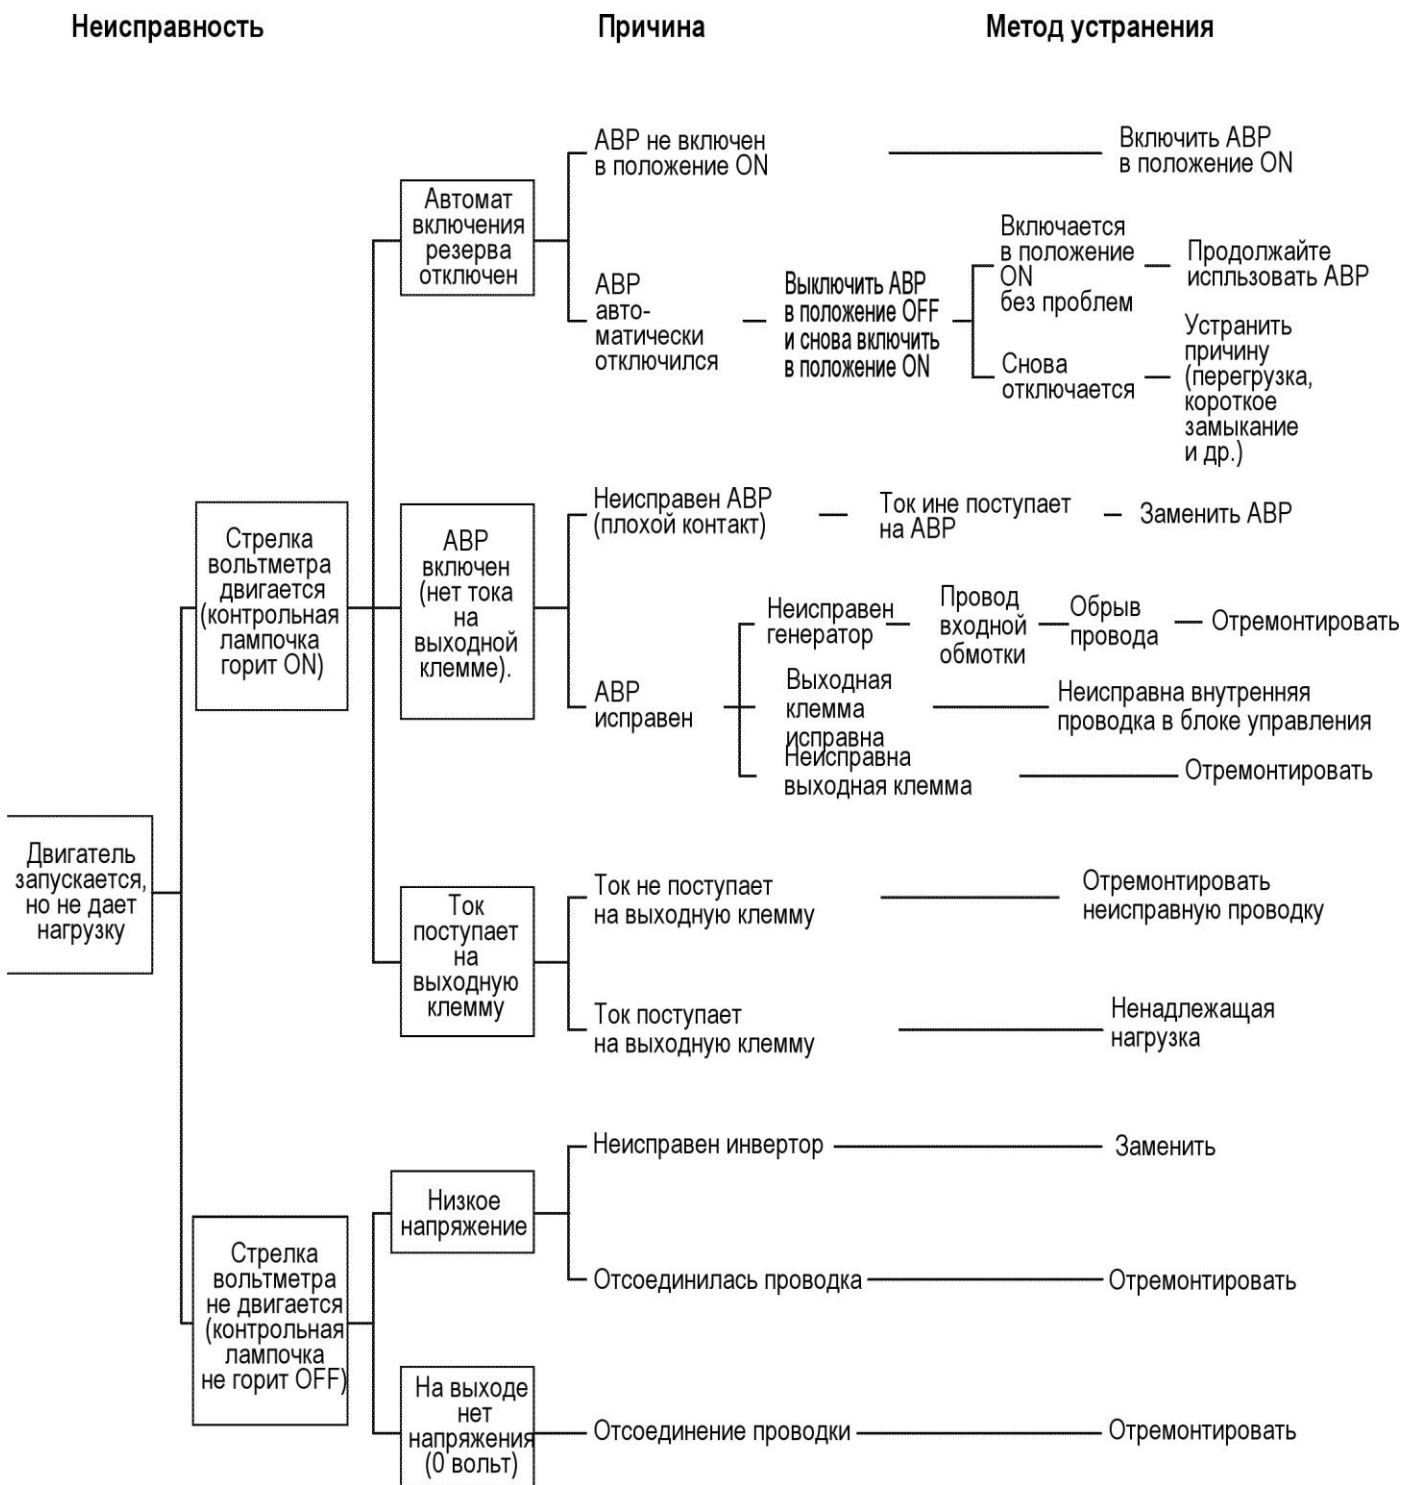 Неисправность
Причина
Метод устранения
АВР не включен
в положение ON
Включить АВР
в положение ON
Автомат
включения
резерва
отключен
АВР
авто-
матически
отключился
Выключить АВР
в положение OFF
и снова включить
в положение ON
Включается
в положение
ON
без проблем
Продолжайте
испльзовать АВР
Снова
отключается
Устранить
причину
(перегрузка,
короткое
замыкание
и др.)
Стрелка
вольтметра
двигается
(контрольная
лампочка
горит ON)
АВР
включен
(нет тока
на
выходной
клемме).
Неисправен АВР
(плохой контакт)
Ток ине поступает
на АВР
Заменить АВР
АВР
исправен
Неисправен
генератор
Провод
входной
обмотки
Обрыв
провода
Отремонтировать
Выходная
клемма
исправна
Неисправна внутренняя
проводка в блоке управления
Неисправна
выходная клемма
Отремонтировать
Двигатель
запускается,
но не дает
нагрузку
Ток
поступает
на
выходную
клемму
Ток не поступает
на выходную клемму
Отремонтировать
неисправную проводку
Ток поступает
на выходную клемму
Ненадлежащая
нагрузка
Стрелка
вольтметра
не двигается
(контрольная
лампочка
не горит OFF)
Низкое
напряжение
Неисправен инвертор
Заменить
Отсоединилась проводка
Отремонтировать
На выходе
нет
напряжения
(0 вольт)
Отсоединение проводки
Отремонтировать